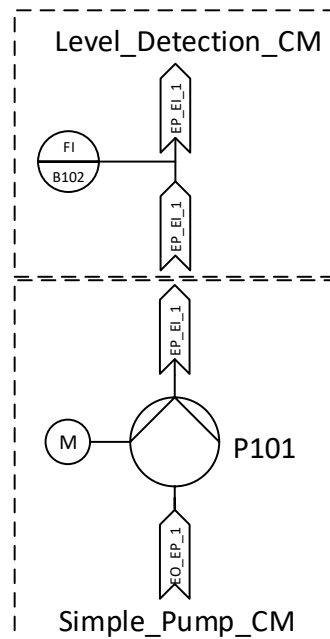 Level_Detection_CM
EP_EI_1
FI
B102
EP_EI_1
EP_EI_1
M
P101
EO_EP_1
Simple_Pump_CM